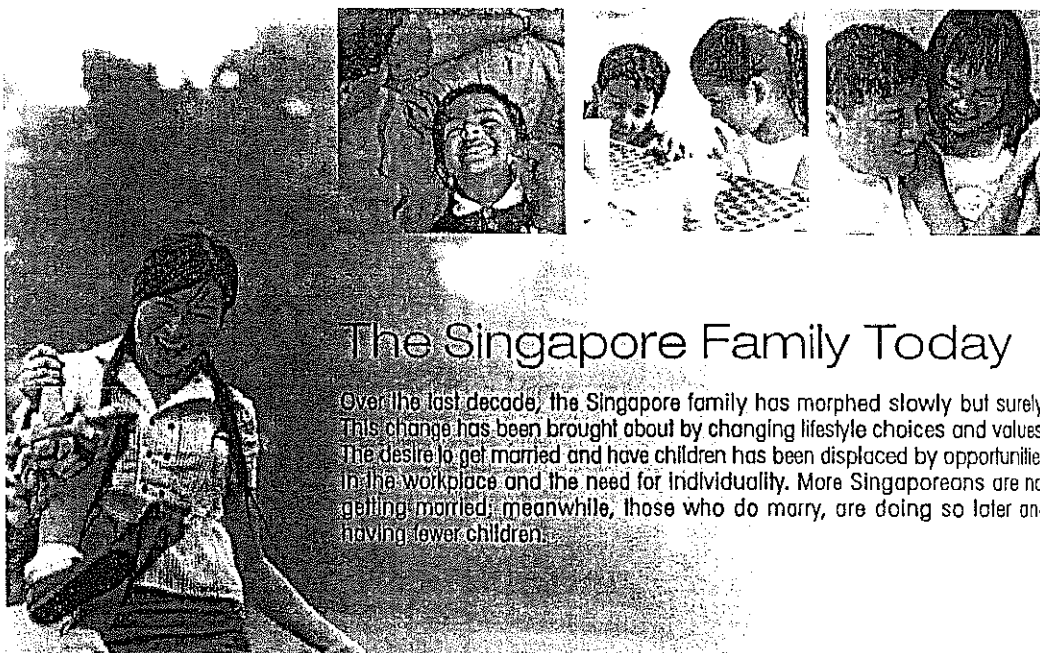 The Singapore Family Today
Over the last decade, the Singapore family has morphed slowly but surely
This change has been brought about by changing lifestyle choices and values
The desire to get married and have children has been displaced by opportunitie
in the workplace and the need for individuality. More Singaporeans are no
getting married; meanwhile, those who do marry, are doing so later an
having fewer children.